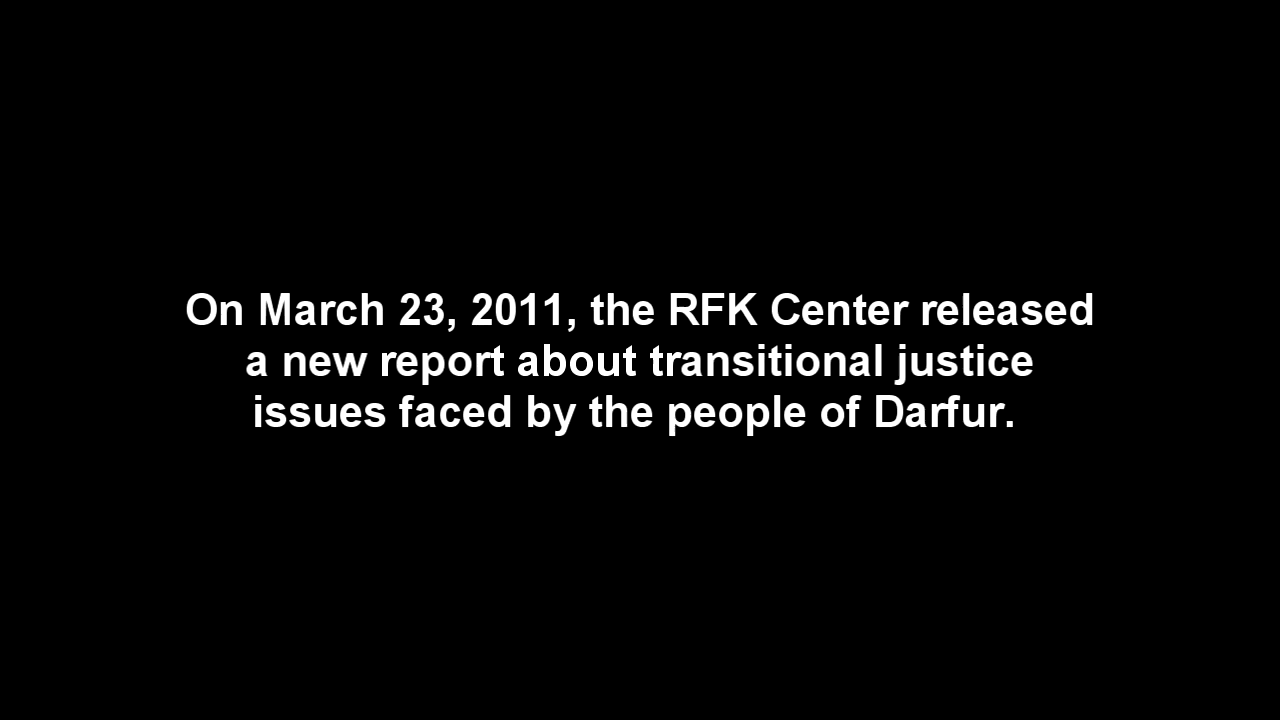 On March 23, 2011, the RFK Center released
a new report about transitional justice
issues faced by the people of Darfur.